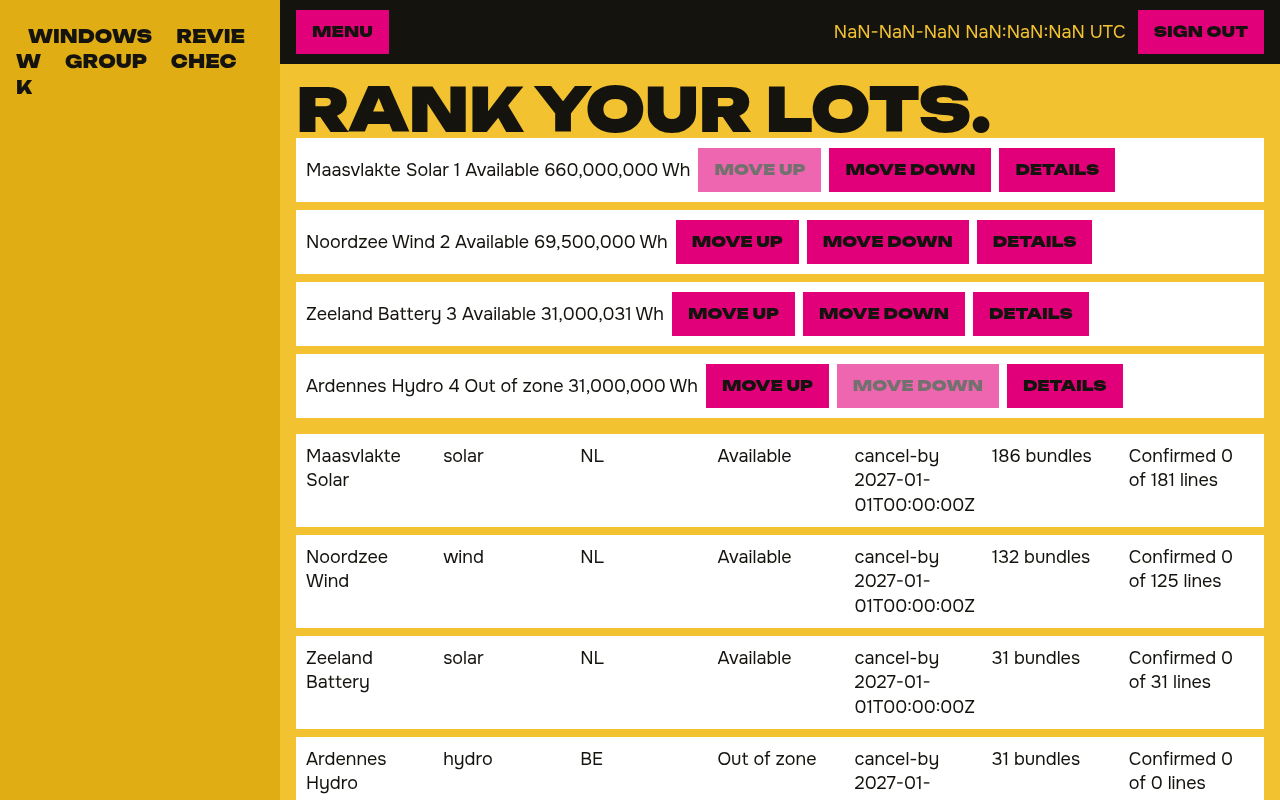 WINDOWS REVIE
W GROUP CHEC
K
MENU NaN-NaN-NaN NaN:NaN:NaN UTC SIGN OUT
RANK YOUR LOTS.
Maasvlakte Solar 1 Available 660,000,000 Wh MOVE UP MOVE DOWN DETAILS
Noordzee Wind 2 Available 69,500,000 Wh MOVE UP MOVE DOWN DETAILS
Zeeland Battery 3 Available 31,000,031 Wh MOVE UP MOVE DOWN DETAILS
Ardennes Hydro 4 Out of zone 31,000,000 Wh MOVE UP MOVE DOWN DETAILS
Maasvlakte solar NL Available cancel-by 186 bundles Confirmed 0
Solar 2027-01- of 181 lines
01T00:00:00Z
Noordzee wind NL Available cancel-by 132 bundles Confirmed 0
Wind 2027-01- of 125 lines
01T00:00:00Z
Zeeland solar NL Available cancel-by 31 bundles Confirmed 0
Battery 2027-01- of 31 lines
01T00:00:00Z
Ardennes hydro BE Out of zone cancel-by 31 bundles Confirmed 0
Hydro 2027-01- of 0 lines